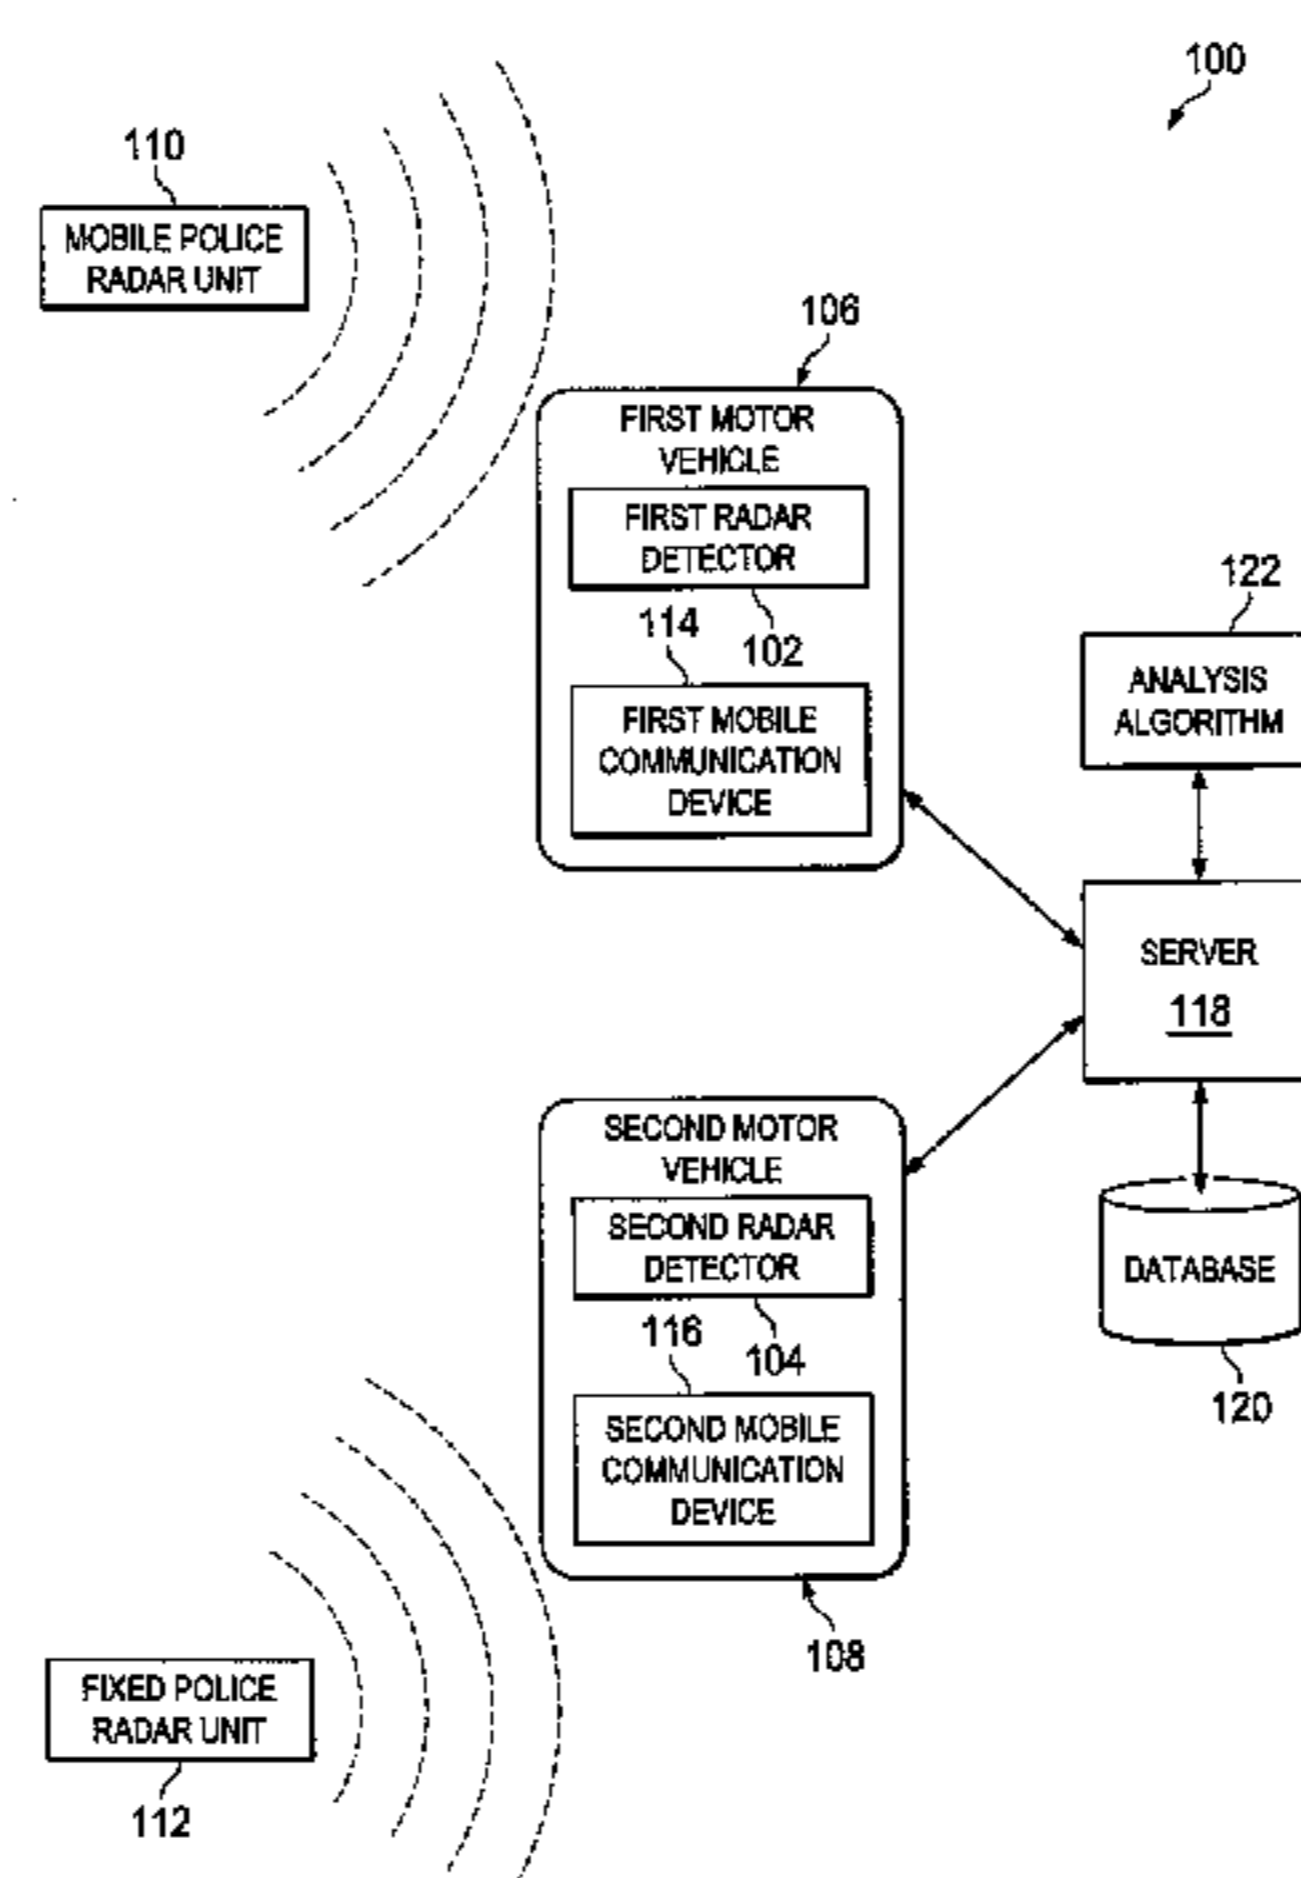 100
110
MOBILE POLICE
RADAR UNIT
106
FIRST MOTOR
VEHICLE
FIRST RADAR
DETECTOR
114
102
FIRST MOBILE
COMMUNICATION
DEVICE
122
ANALYSIS
ALGORITHM
SERVER
118
SECOND MOTOR
VEHICLE
SECOND RADAR
DETECTOR
116
104
SECOND MOBILE
COMMUNICATION
DEVICE
108
DATABASE
120
FIXED POLICE
RADAR UNIT
112